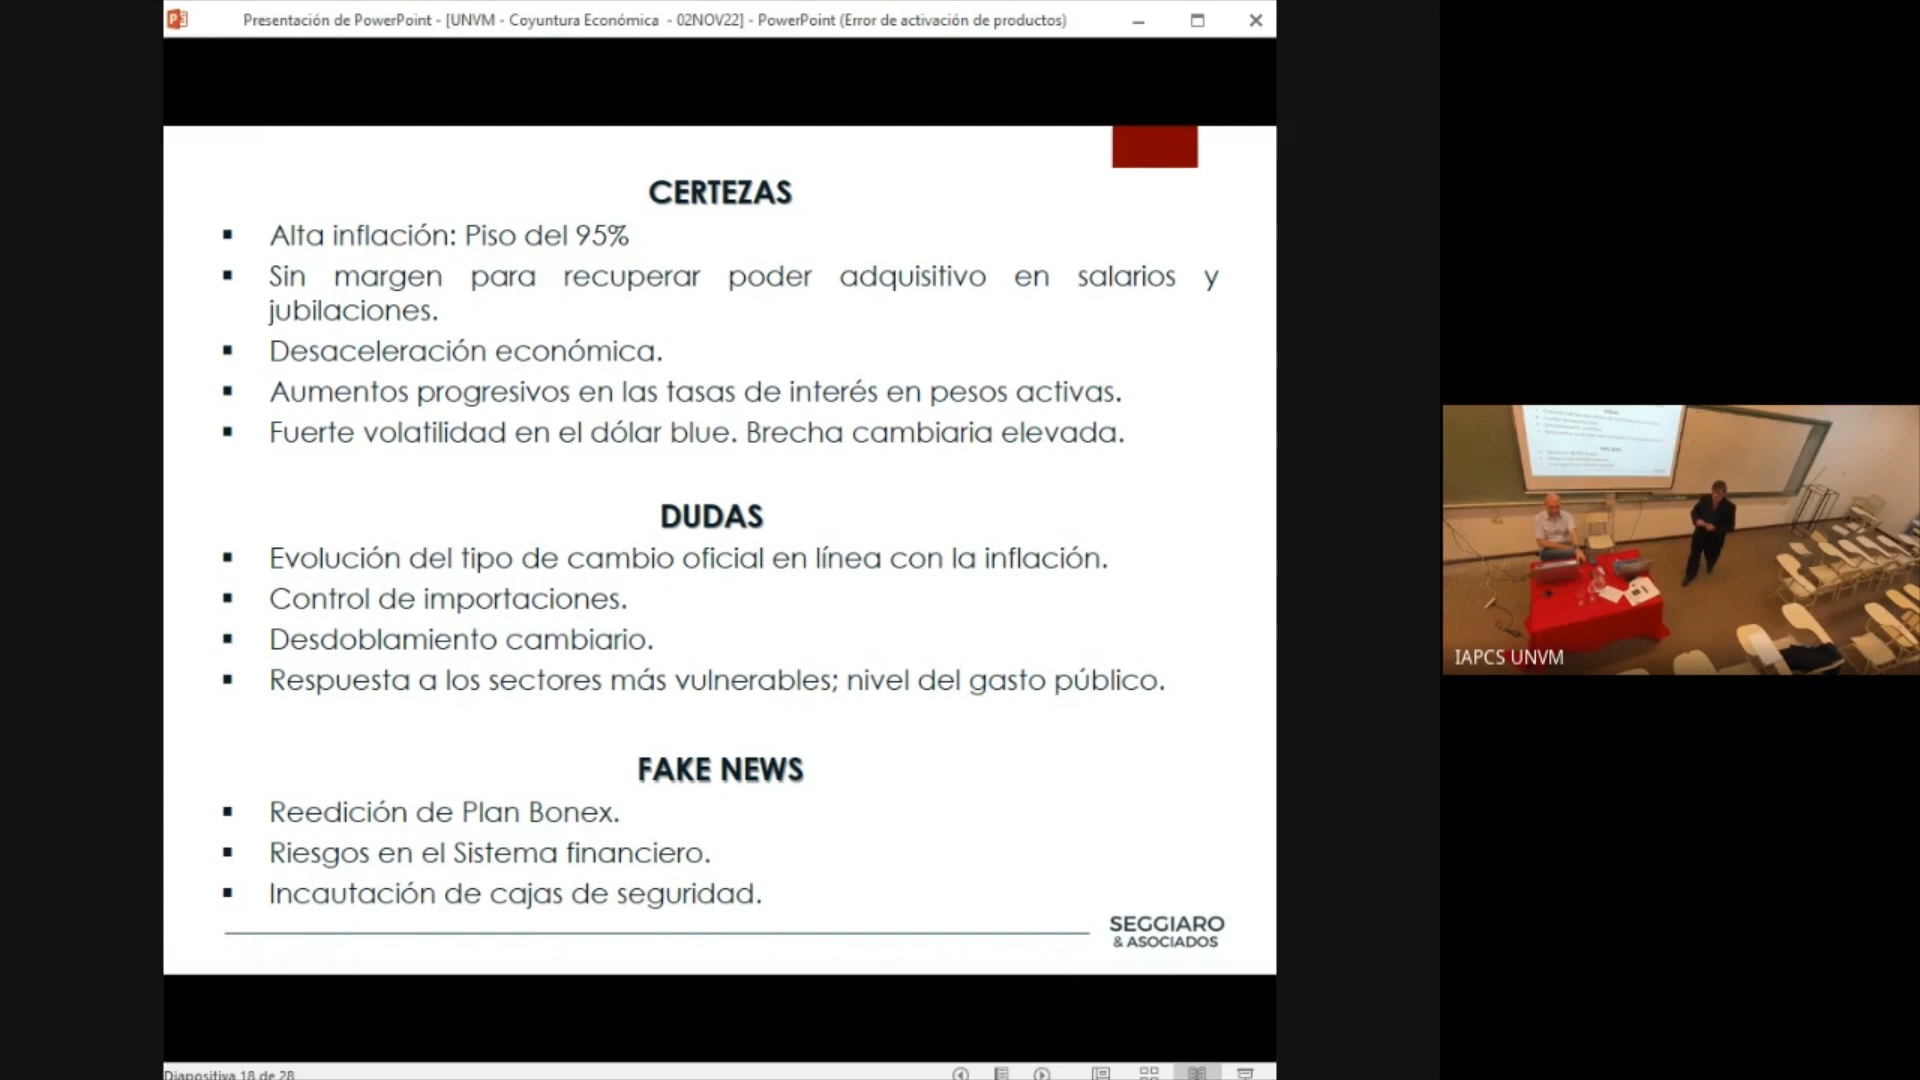 Presentación de PowerPoint - [UNVM - Coyuntura Económica - 02NOV22] - PowerPoint (Error de activación de productos)
CERTEZAS
▪ Alta inflación: Piso del 95%
▪ Sin margen para recuperar poder adquisitivo en salarios y
jubilaciones.
▪ Desaceleración económica.
▪ Aumentos progresivos en las tasas de interés en pesos activas.
▪ Fuerte volatilidad en el dólar blue. Brecha cambiaria elevada.
DUDAS
▪ Evolución del tipo de cambio oficial en línea con la inflación.
▪ Control de importaciones.
▪ Desdoblamiento cambiario.
▪ Respuesta a los sectores más vulnerables; nivel del gasto público.
FAKE NEWS
▪ Reedición de Plan Bonex.
▪ Riesgos en el Sistema financiero.
▪ Incautación de cajas de seguridad.
SEGGIARO
& ASOCIADOS
Diapositiva 18 de 28
IAPCS UNVM